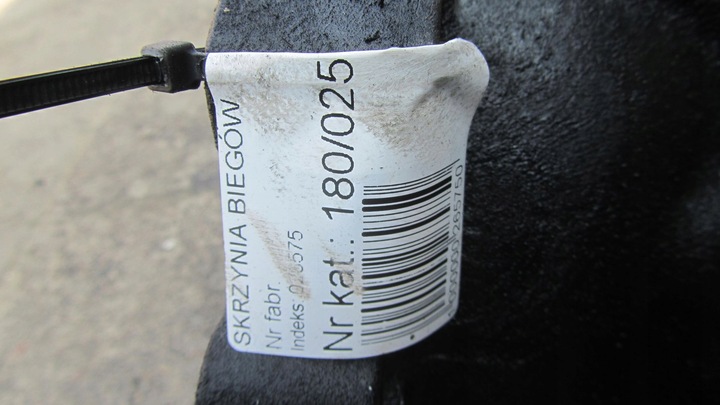 SKRZYNIA BIEGÓW
Nr fabr.
Indeks:
Nr kat.: 180/025